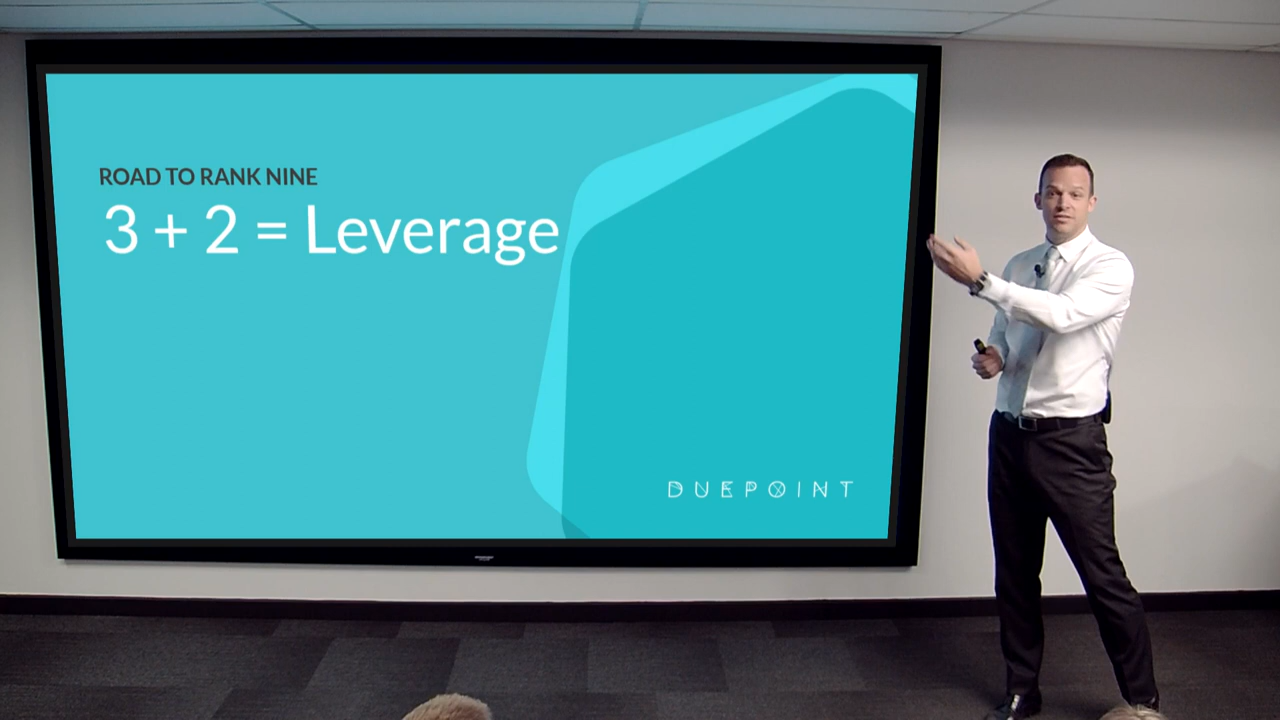 ROAD TO RANK NINE
3 + 2 = Leverage
DUEPOINT